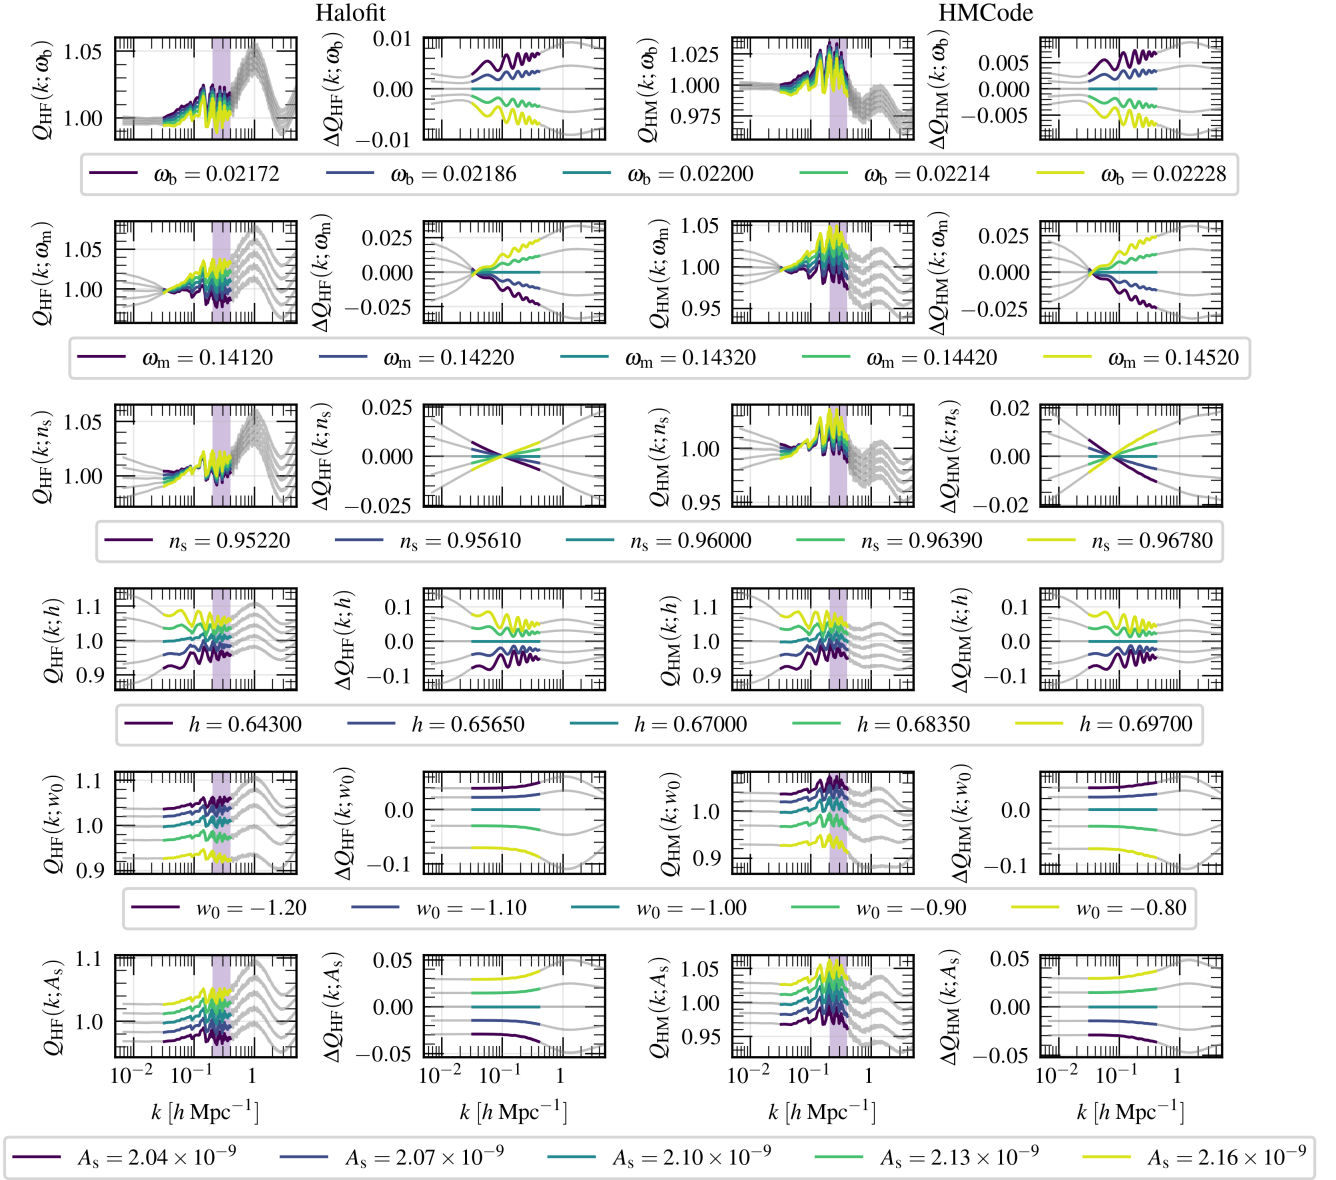 Halofit HMCode
Q_HF(k;ω_b) 1.05 1.00
ΔQ_HF(k;ω_b) 0.01 0.00 −0.01
Q_HM(k;ω_b) 1.025 1.000 0.975
ΔQ_HM(k;ω_b) 0.005 0.000 −0.005
ω_b = 0.02172 ω_b = 0.02186 ω_b = 0.02200 ω_b = 0.02214 ω_b = 0.02228
Q_HF(k;ω_m) 1.05 1.00
ΔQ_HF(k;ω_m) 0.025 0.000 −0.025
Q_HM(k;ω_m) 1.05 1.00 0.95
ΔQ_HM(k;ω_m) 0.025 0.000 −0.025
ω_m = 0.14120 ω_m = 0.14220 ω_m = 0.14320 ω_m = 0.14420 ω_m = 0.14520
Q_HF(k;n_s) 1.05 1.00
ΔQ_HF(k;n_s) 0.025 0.000 −0.025
Q_HM(k;n_s) 1.00 0.95
ΔQ_HM(k;n_s) 0.02 0.00 −0.02
n_s = 0.95220 n_s = 0.95610 n_s = 0.96000 n_s = 0.96390 n_s = 0.96780
Q_HF(k;h) 1.1 1.0 0.9
ΔQ_HF(k;h) 0.1 0.0 −0.1
Q_HM(k;h) 1.1 1.0 0.9
ΔQ_HM(k;h) 0.1 0.0 −0.1
h = 0.64300 h = 0.65650 h = 0.67000 h = 0.68350 h = 0.69700
Q_HF(k;w_0) 1.1 1.0 0.9
ΔQ_HF(k;w_0) 0.0 −0.1
Q_HM(k;w_0) 1.0 0.9
ΔQ_HM(k;w_0) 0.0 −0.1
w_0 = −1.20 w_0 = −1.10 w_0 = −1.00 w_0 = −0.90 w_0 = −0.80
Q_HF(k;A_s) 1.1 1.0
ΔQ_HF(k;A_s) 0.05 0.00 −0.05
Q_HM(k;A_s) 1.05 1.00 0.95
ΔQ_HM(k;A_s) 0.05 0.00 −0.05
10⁻² 10⁻¹ 1 10⁻² 10⁻¹ 1 10⁻² 10⁻¹ 1 10⁻² 10⁻¹ 1
k [h Mpc⁻¹] k [h Mpc⁻¹] k [h Mpc⁻¹] k [h Mpc⁻¹]
A_s = 2.04 × 10⁻⁹ A_s = 2.07 × 10⁻⁹ A_s = 2.10 × 10⁻⁹ A_s = 2.13 × 10⁻⁹ A_s = 2.16 × 10⁻⁹